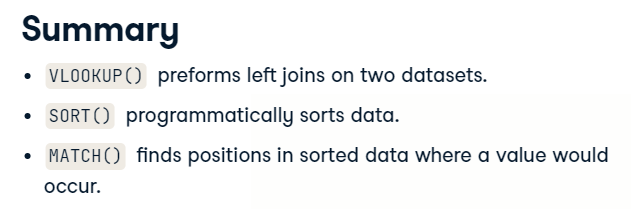 Summary
• VLOOKUP() preforms left joins on two datasets.
• SORT() programmatically sorts data.
• MATCH() finds positions in sorted data where a value would
occur.